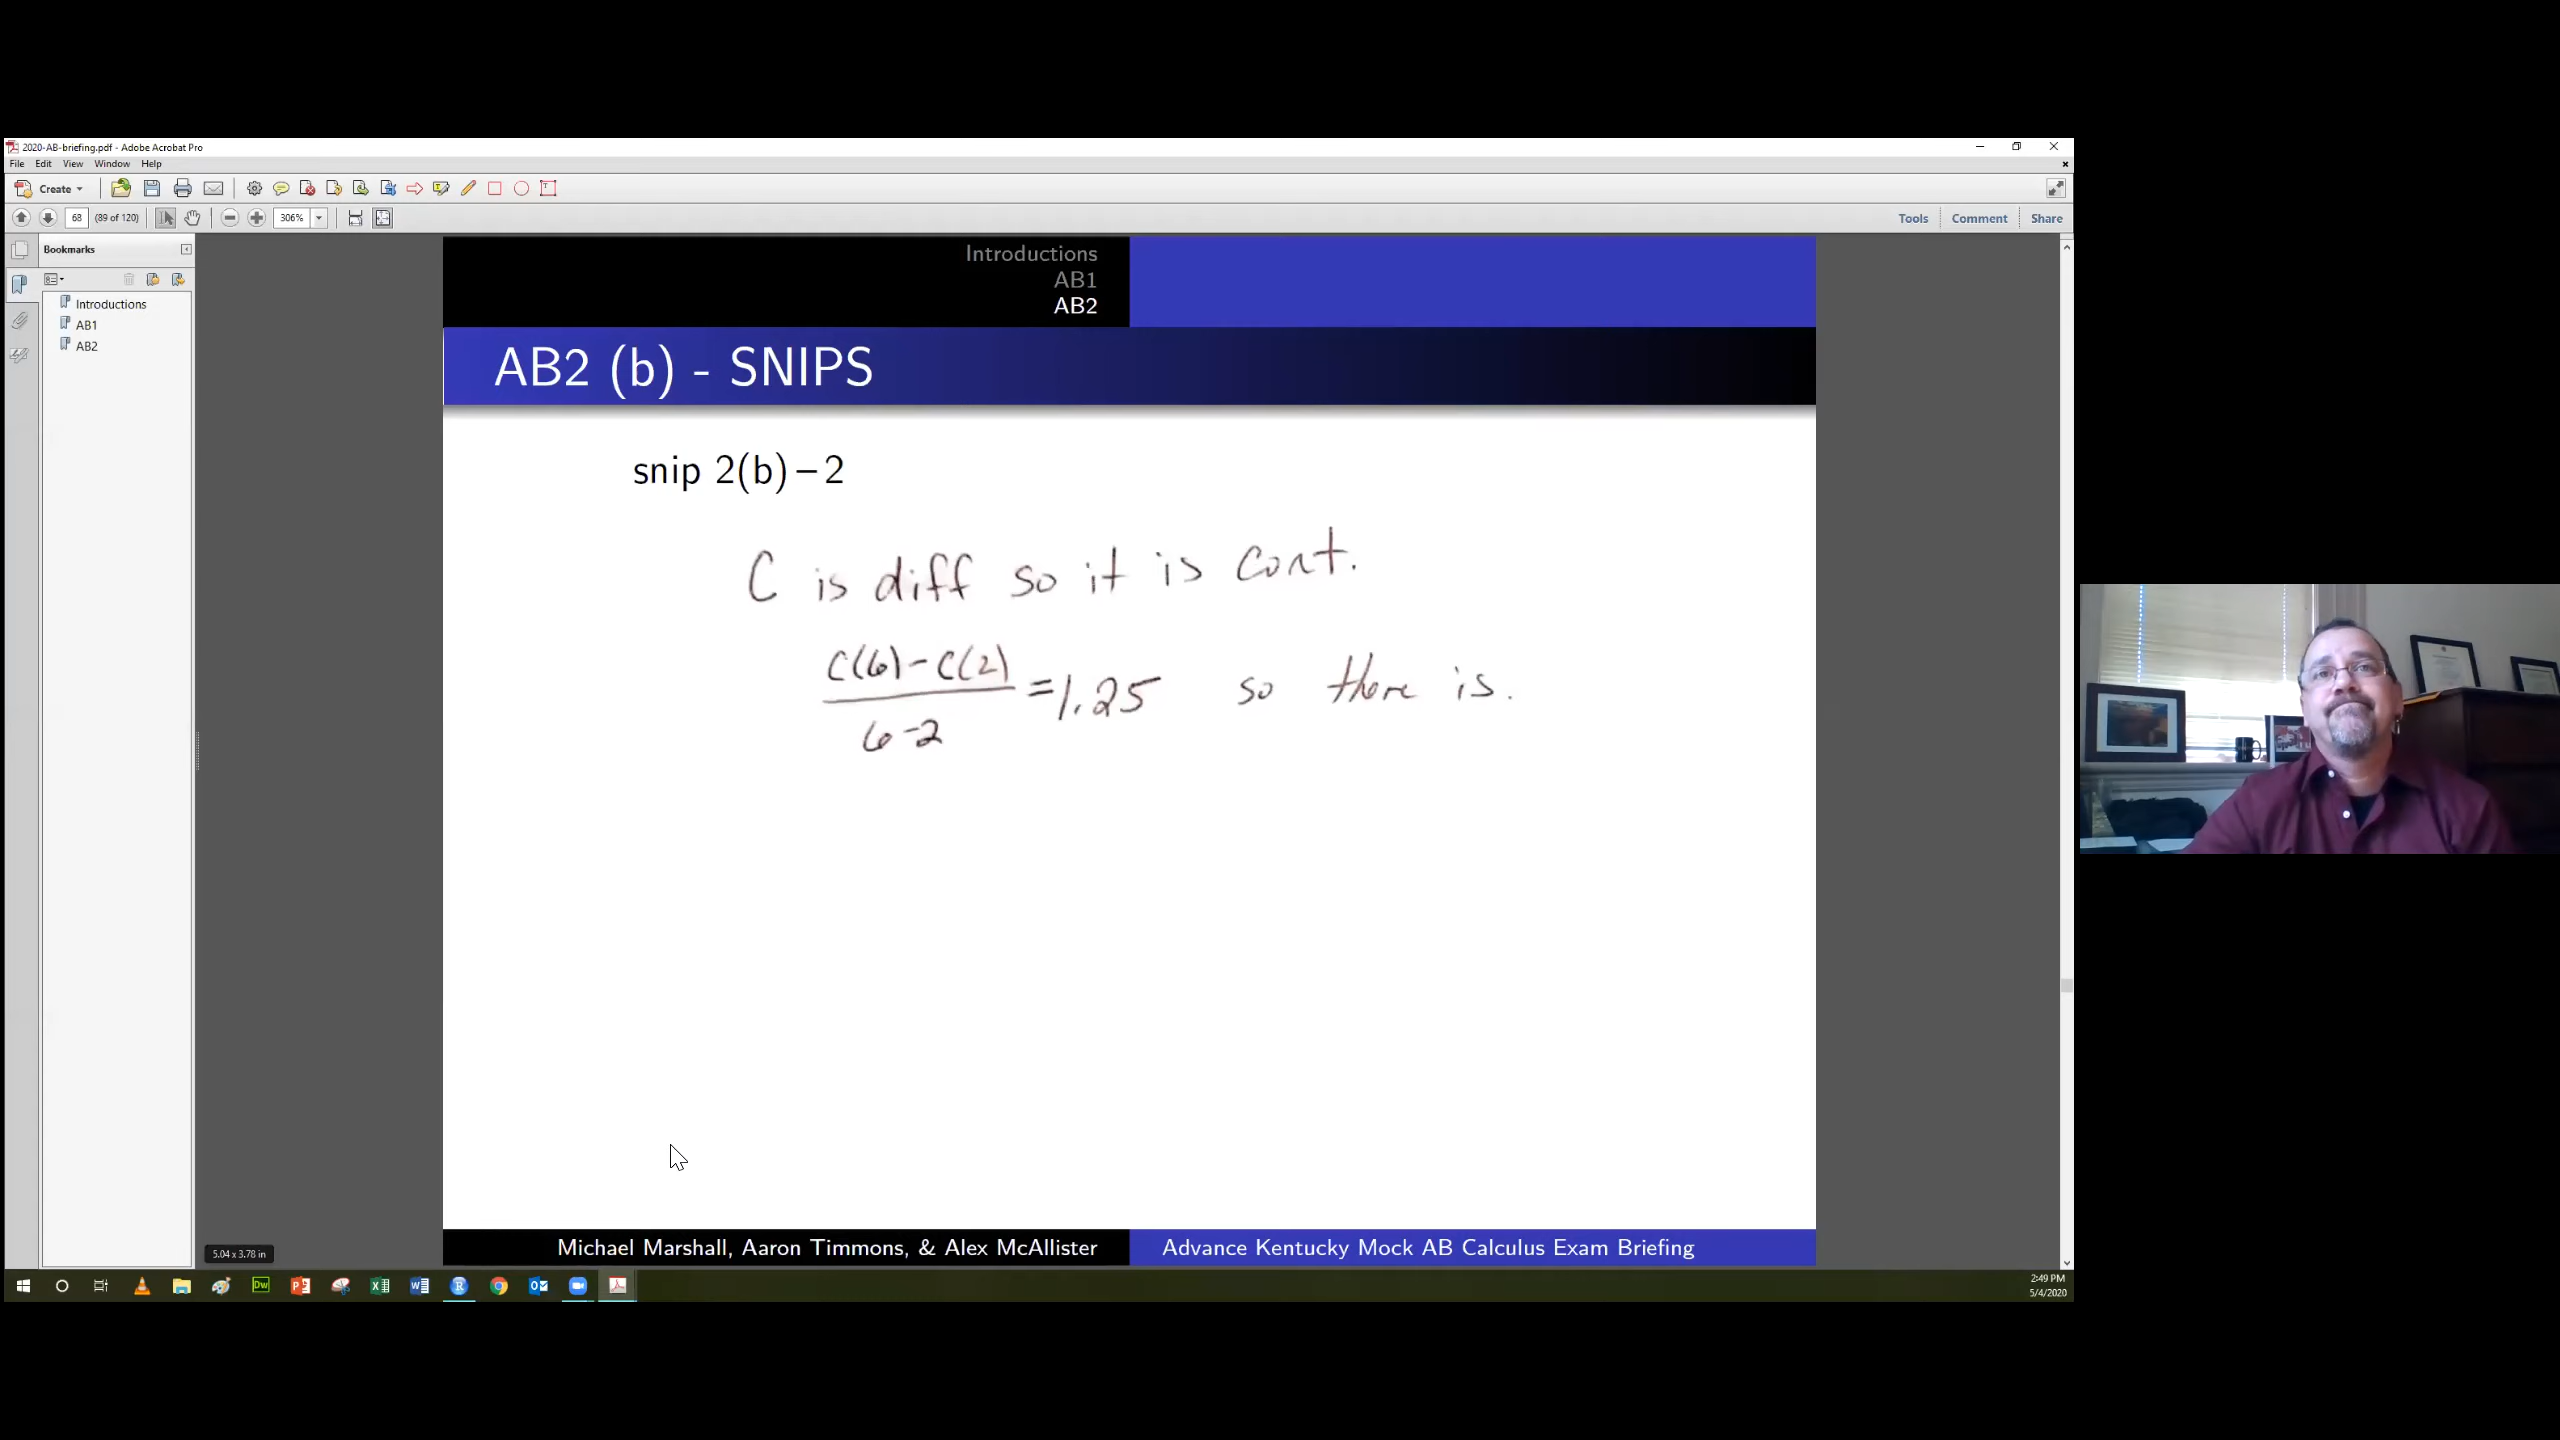 2020-AB-briefing.pdf - Adobe Acrobat Pro
File Edit View Window Help
Create
68 (89 of 120) 306% Tools Comment Share
Bookmarks
Introductions
AB1
AB2
Introductions
AB1
AB2
AB2 (b) - SNIPS
snip 2(b)–2
C is diff so it is cont.
C(6)-C(2)
6-2
=1.25 so there is.
Michael Marshall, Aaron Timmons, & Alex McAllister Advance Kentucky Mock AB Calculus Exam Briefing
5.04 x 3.78 in
2:49 PM
5/4/2020